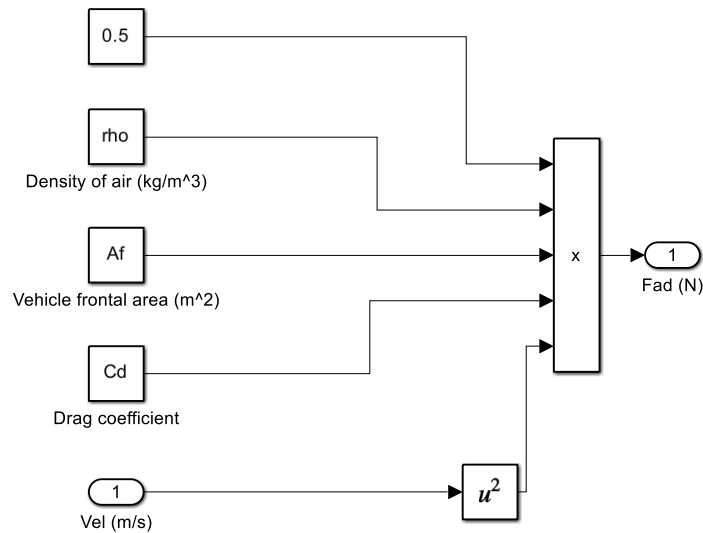 0.5
rho
Density of air (kg/m^3)
Af
Vehicle frontal area (m^2)
x
1
Fad (N)
Cd
Drag coefficient
1
Vel (m/s)
u²